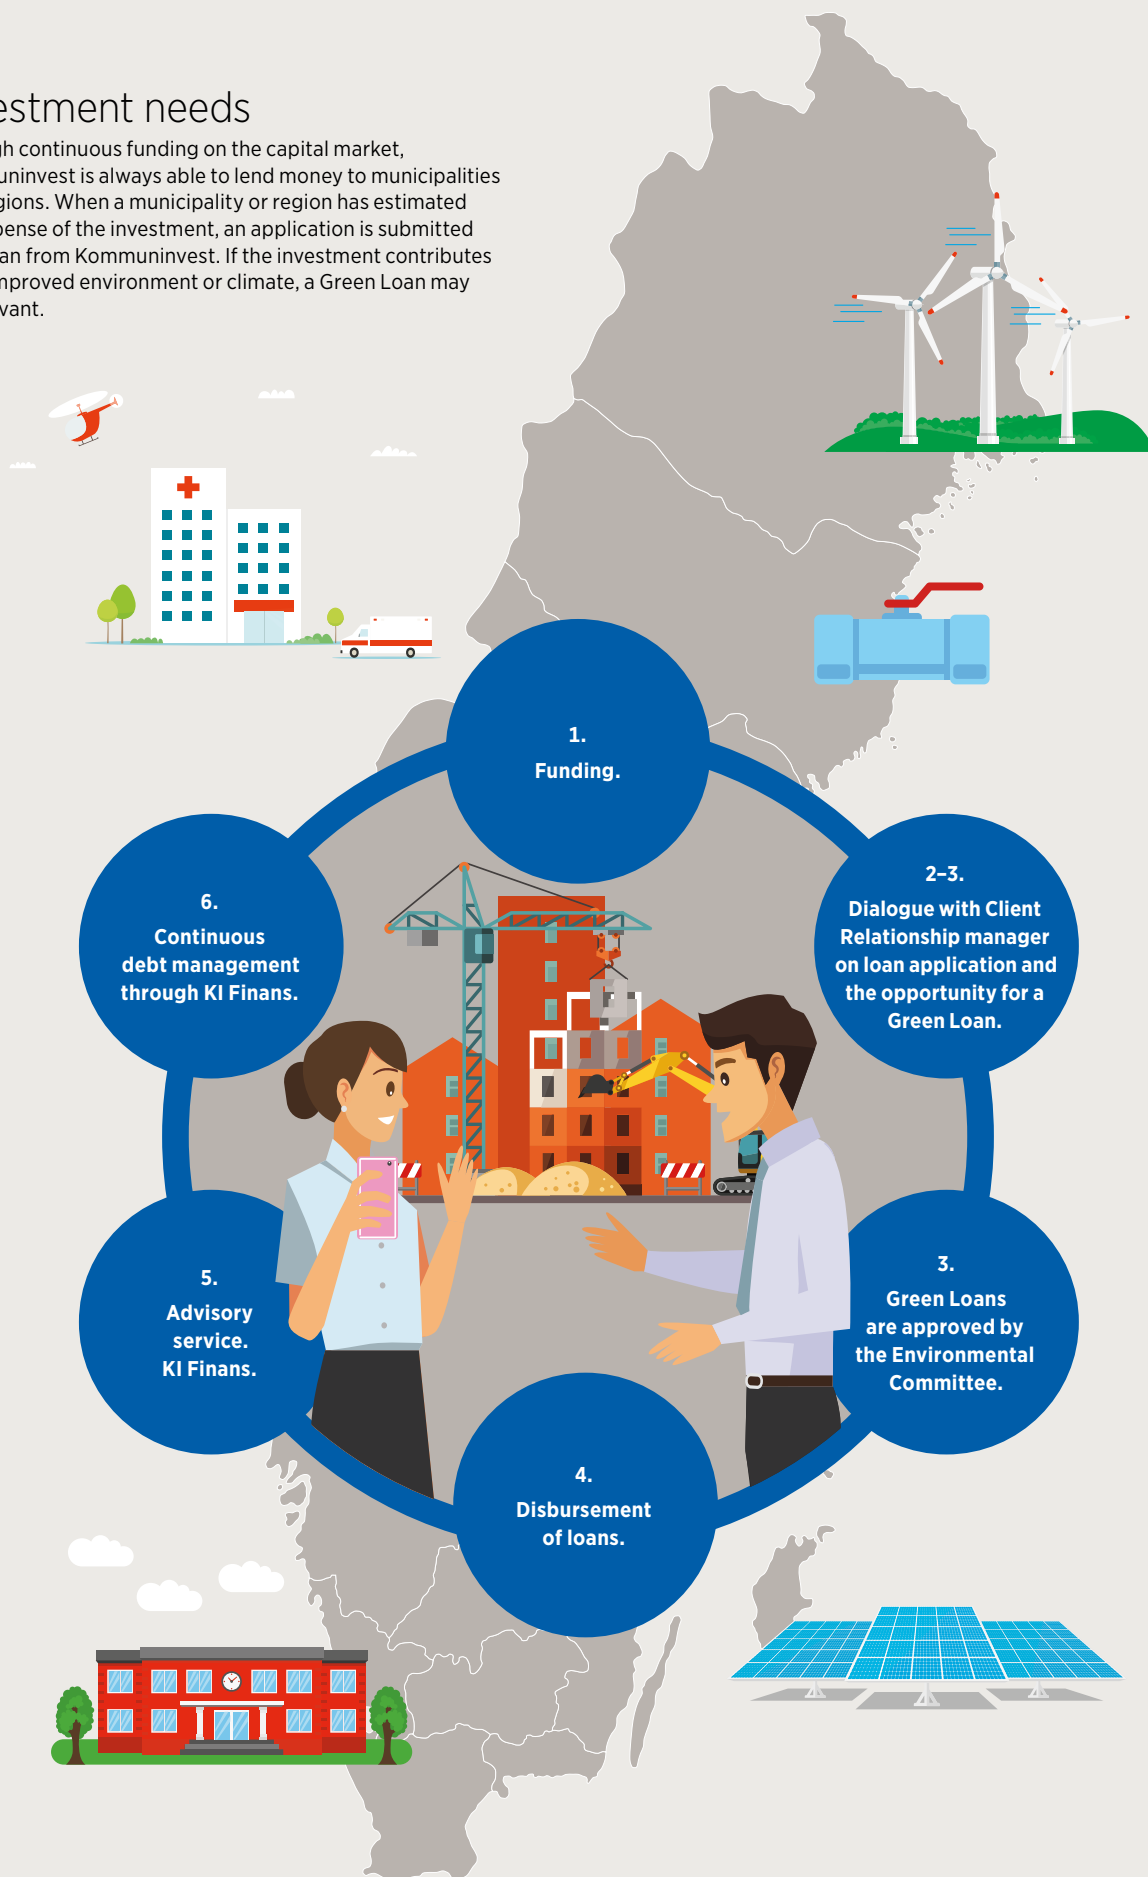 estment needs
gh continuous funding on the capital market,
uninvest is always able to lend money to municipalities
gions. When a municipality or region has estimated
pense of the investment, an application is submitted
an from Kommuninvest. If the investment contributes
mproved environment or climate, a Green Loan may
vant.
1.
Funding.
2–3.
Dialogue with Client
Relationship manager
on loan application and
the opportunity for a
Green Loan.
3.
Green Loans
are approved by
the Environmental
Committee.
4.
Disbursement
of loans.
5.
Advisory
service.
KI Finans.
6.
Continuous
debt management
through KI Finans.